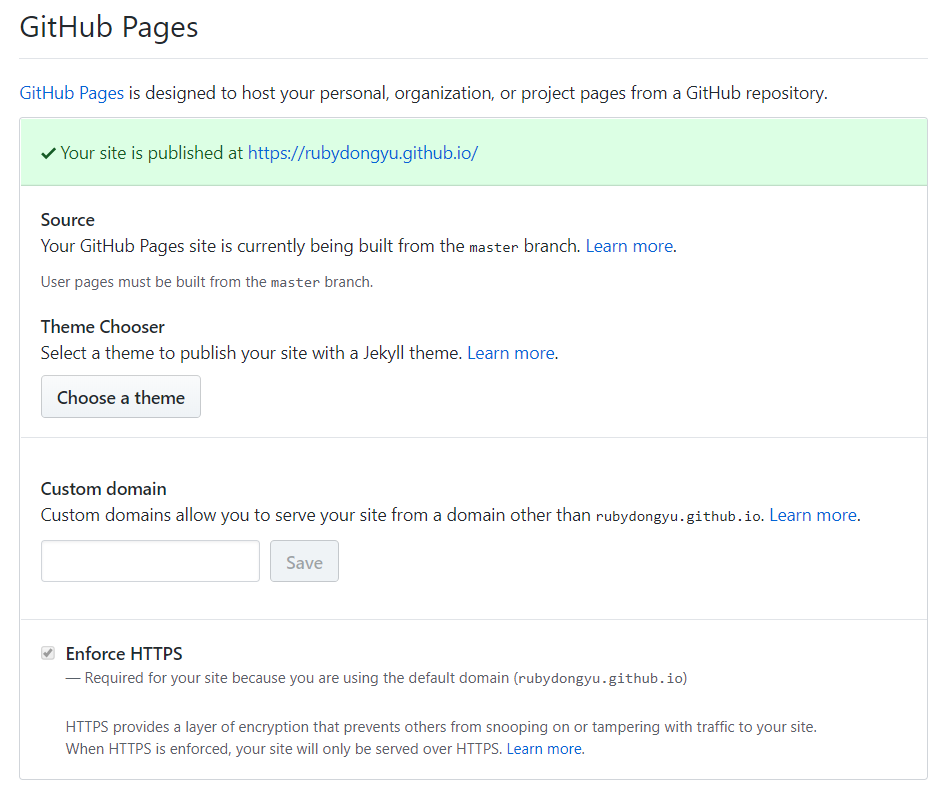 GitHub Pages
GitHub Pages is designed to host your personal, organization, or project pages from a GitHub repository.
Your site is published at https://rubydongyu.github.io/
Source
Your GitHub Pages site is currently being built from the master branch. Learn more.
User pages must be built from the master branch.
Theme Chooser
Select a theme to publish your site with a Jekyll theme. Learn more.
Choose a theme
Custom domain
Custom domains allow you to serve your site from a domain other than rubydongyu.github.io. Learn more.
Save
Enforce HTTPS
— Required for your site because you are using the default domain (rubydongyu.github.io)
HTTPS provides a layer of encryption that prevents others from snooping on or tampering with traffic to your site.
When HTTPS is enforced, your site will only be served over HTTPS. Learn more.